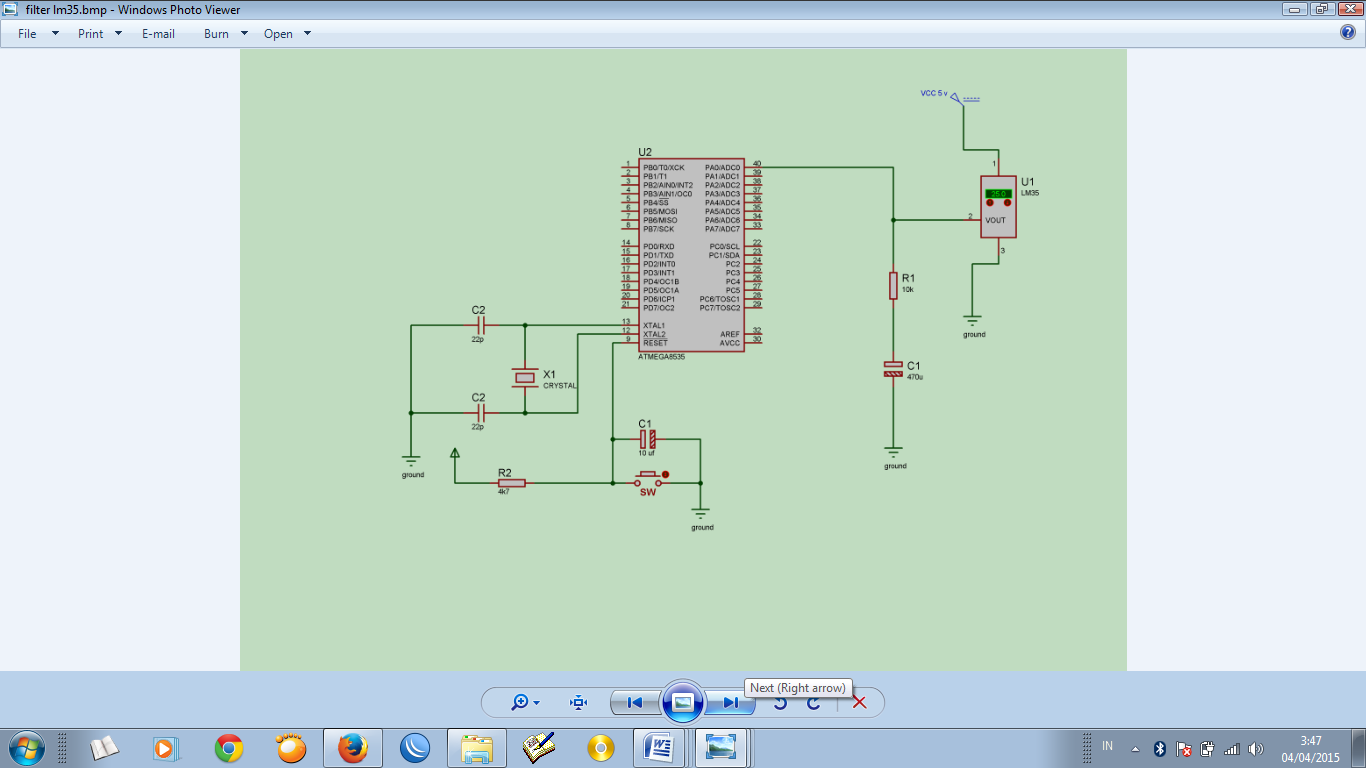 filter lm35.bmp - Windows Photo Viewer
File Print E-mail Burn Open
VCC 5 v
U2
1 PB0/T0/XCK PA0/ADC0 40
2 PB1/T1 PA1/ADC1 39
3 PB2/AIN0/INT2 PA2/ADC2 38
4 PB3/AIN1/OC0 PA3/ADC3 37
5 PB4/SS PA4/ADC4 36
6 PB5/MOSI PA5/ADC5 35
7 PB6/MISO PA6/ADC6 34
8 PB7/SCK PA7/ADC7 33
14 PD0/RXD PC0/SCL 22
15 PD1/TXD PC1/SDA 23
16 PD2/INT0 PC2 24
17 PD3/INT1 PC3 25
18 PD4/OC1B PC4 26
19 PD5/OC1A PC5 27
20 PD6/ICP1 PC6/TOSC1 28
21 PD7/OC2 PC7/TOSC2 29
13 XTAL1
12 XTAL2 AREF 32
9 RESET AVCC 30
ATMEGA8535
1
U1
LM35
25.0
2 VOUT
3
ground
R1
10k
C1
470u
ground
C2
22p
X1
CRYSTAL
C2
22p
ground
R2
4k7
C1
10 uf
SW
ground
Next (Right arrow)
IN
3:47
04/04/2015